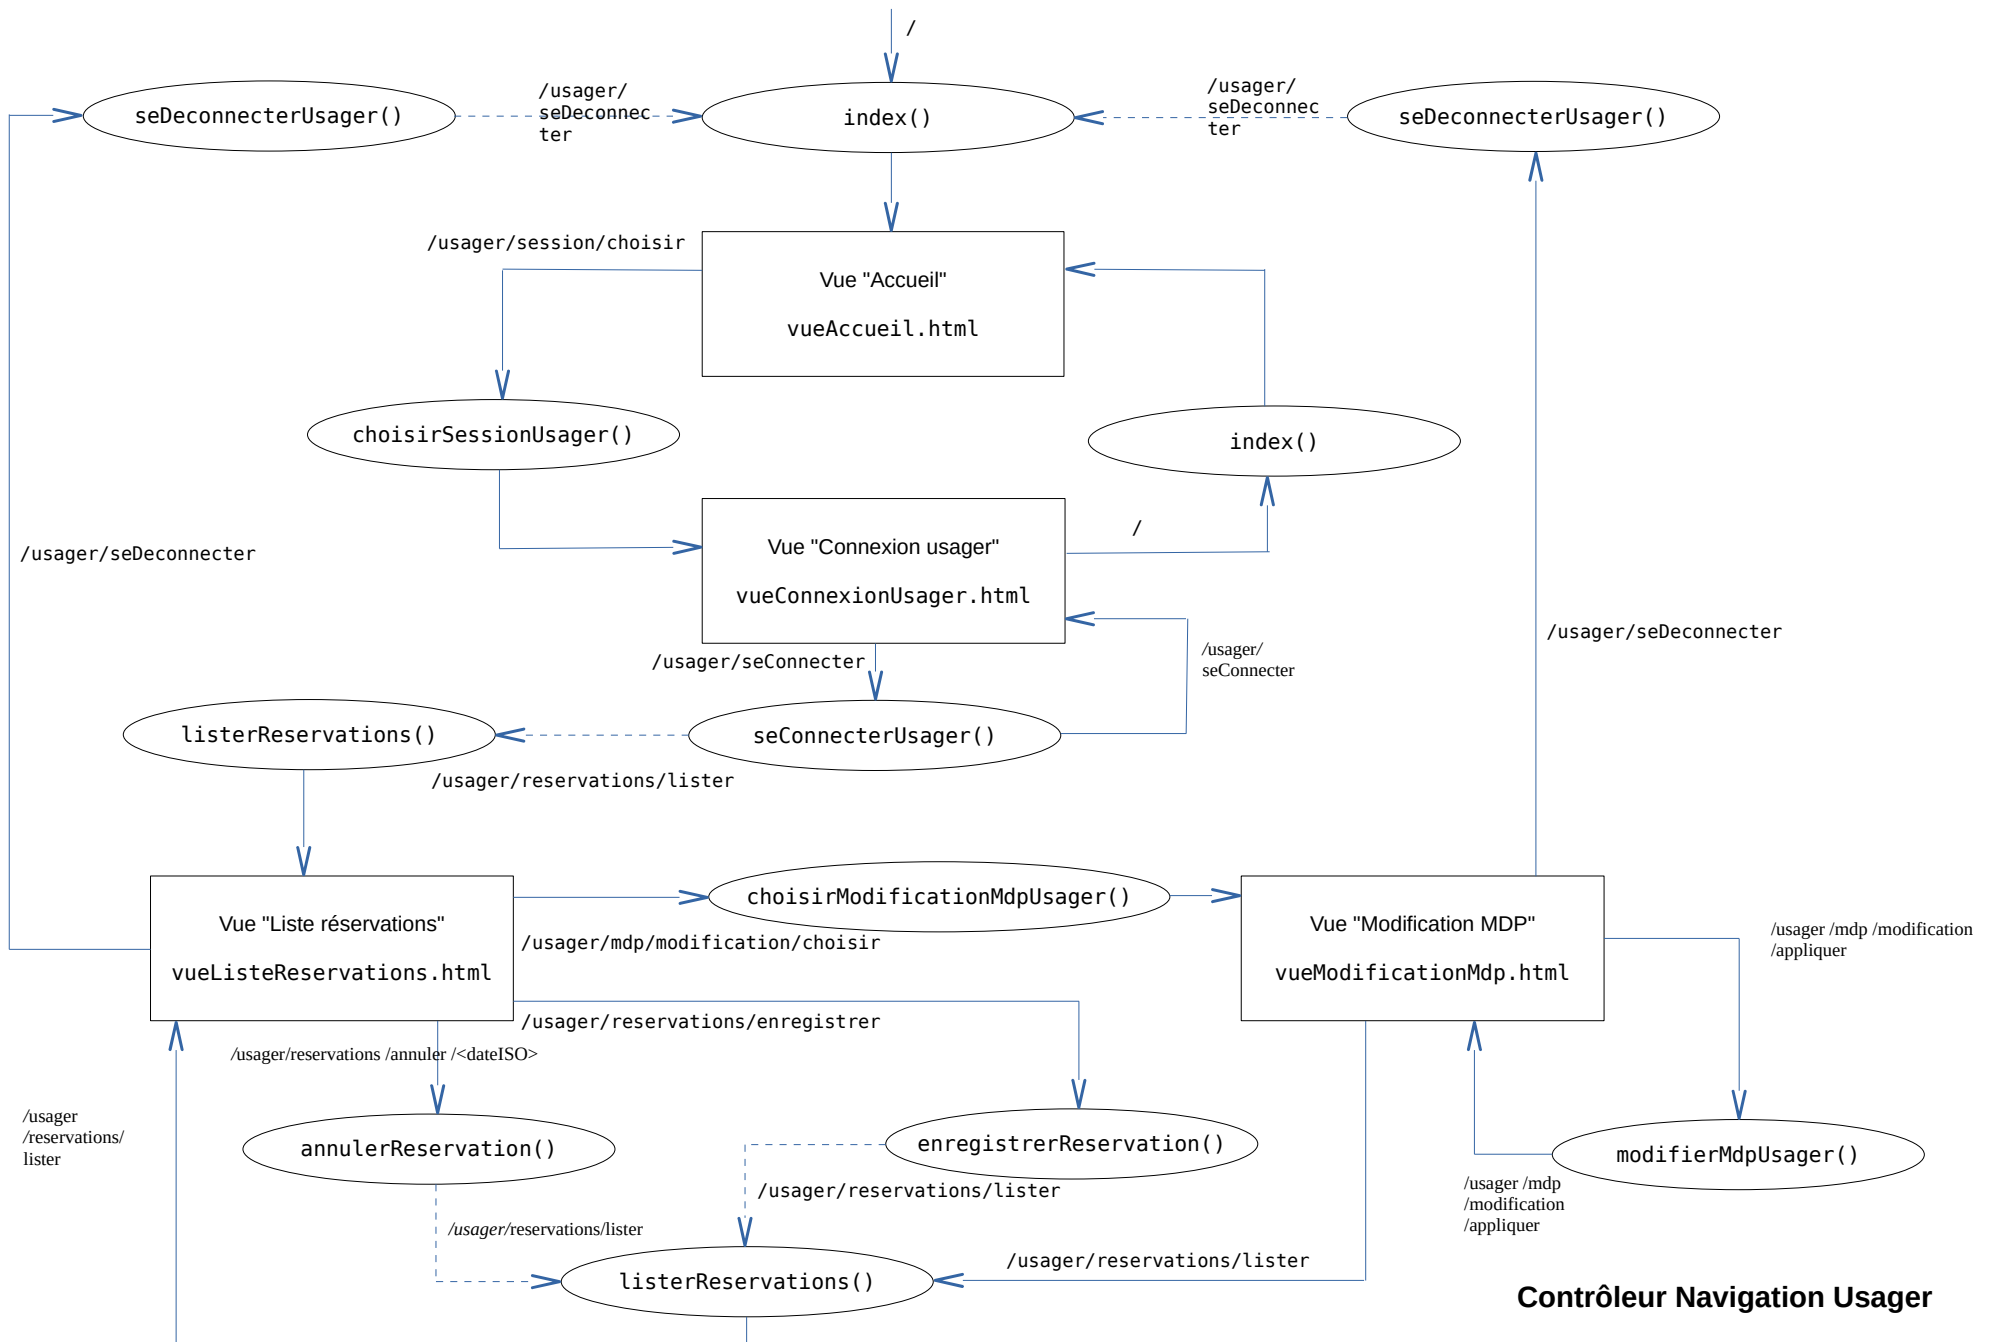 /
seDeconnecterUsager()
/usager/
seDeconnec
ter
index()
/usager/
seDeconnec
ter
seDeconnecterUsager()
/usager/session/choisir
Vue "Accueil"
vueAccueil.html
choisirSessionUsager()
index()
/usager/seDeconnecter
Vue "Connexion usager"
vueConnexionUsager.html
/
/usager/seConnecter
/usager/
seConnecter
/usager/seDeconnecter
listerReservations()
seConnecterUsager()
/usager/reservations/lister
Vue "Liste réservations"
vueListeReservations.html
choisirModificationMdpUsager()
/usager/mdp/modification/choisir
Vue "Modification MDP"
vueModificationMdp.html
/usager /mdp /modification
/appliquer
/usager/reservations/enregistrer
/usager/reservations /annuler /<dateISO>
/usager
/reservations/
lister
annulerReservation()
enregistrerReservation()
modifierMdpUsager()
/usager/reservations/lister
/usager /mdp
/modification
/appliquer
/usager/reservations/lister
/usager/reservations/lister
listerReservations()
Contrôleur Navigation Usager